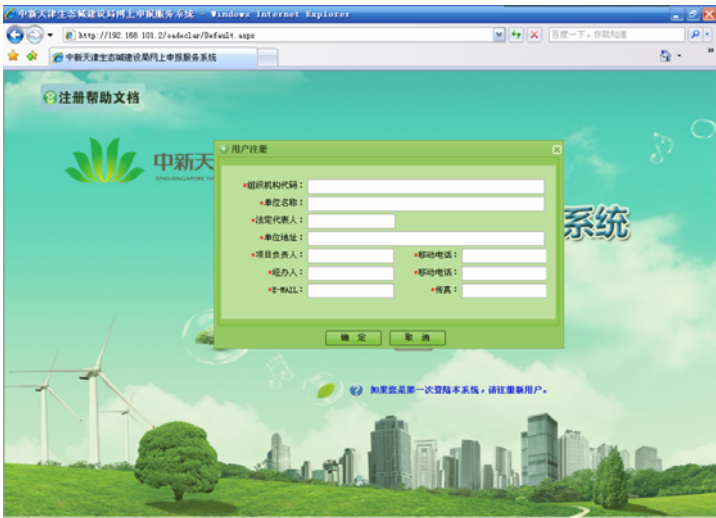 中新天津生态城建设局网上申报服务系统 - Windows Internet Explorer
http://192.168.101.2/oadeclar/Default.aspx
百度一下，你就知道
中新天津生态城建设局网上申报服务系统
注册帮助文档
中新天
系统
用户注册
*组织机构代码：
*单位名称：
*法定代表人：
*单位地址：
*项目负责人： *移动电话：
*经办人： *移动电话：
*E-MAIL： *传真：
确 定 取 消
如果您是第一次登陆本系统，请注重新用户。